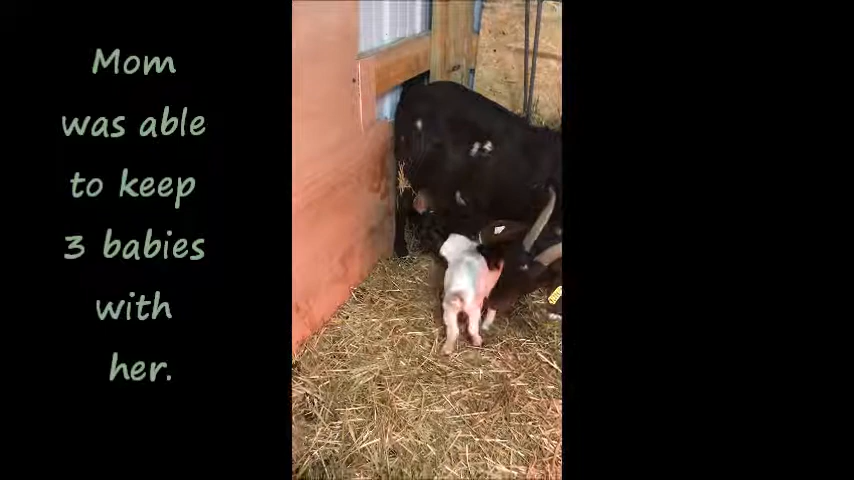 Mom
was able
to keep
3 babies
with
her.